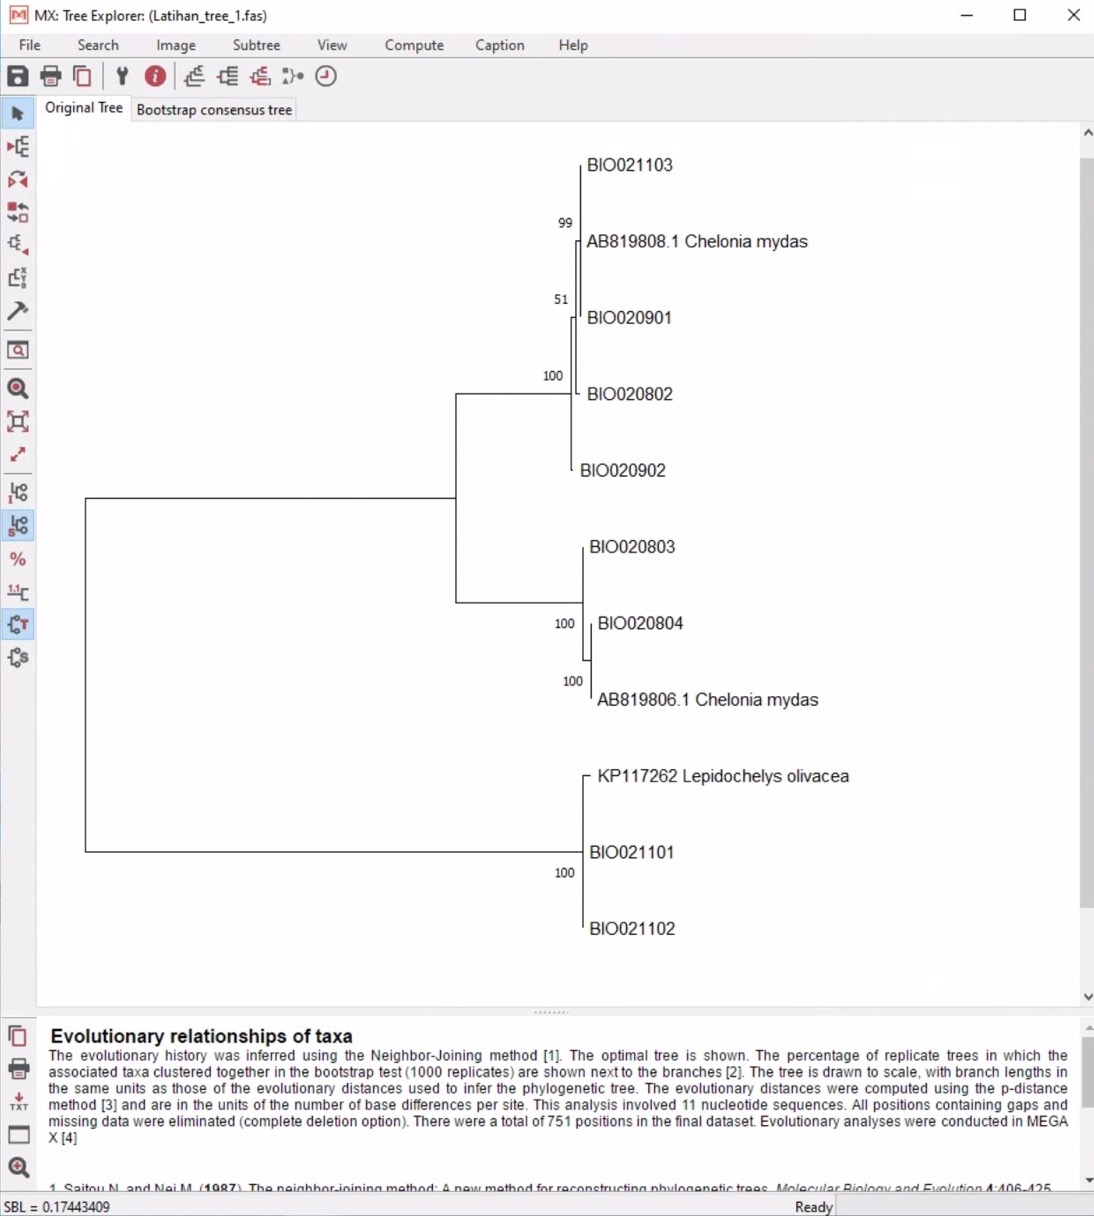 MX: Tree Explorer: (Latihan_tree_1.fas)
File Search Image Subtree View Compute Caption Help
Original Tree Bootstrap consensus tree
BIO021103
99
AB819808.1 Chelonia mydas
51
BIO020901
100
BIO020802
BIO020902
BIO020803
100
BIO020804
100
AB819806.1 Chelonia mydas
KP117262 Lepidochelys olivacea
BIO021101
100
BIO021102
Evolutionary relationships of taxa
The evolutionary history was inferred using the Neighbor-Joining method [1]. The optimal tree is shown. The percentage of replicate trees in which the
associated taxa clustered together in the bootstrap test (1000 replicates) are shown next to the branches [2]. The tree is drawn to scale, with branch lengths in
the same units as those of the evolutionary distances used to infer the phylogenetic tree. The evolutionary distances were computed using the p-distance
method [3] and are in the units of the number of base differences per site. This analysis involved 11 nucleotide sequences. All positions containing gaps and
missing data were eliminated (complete deletion option). There were a total of 751 positions in the final dataset. Evolutionary analyses were conducted in MEGA
X [4]
1. Saitou N. and Nei M. (1987). The neighbor-joining method: A new method for reconstructing phylogenetic trees. Molecular Biology and Evolution 4:406-425.
TXT
SBL = 0.17443409
Ready